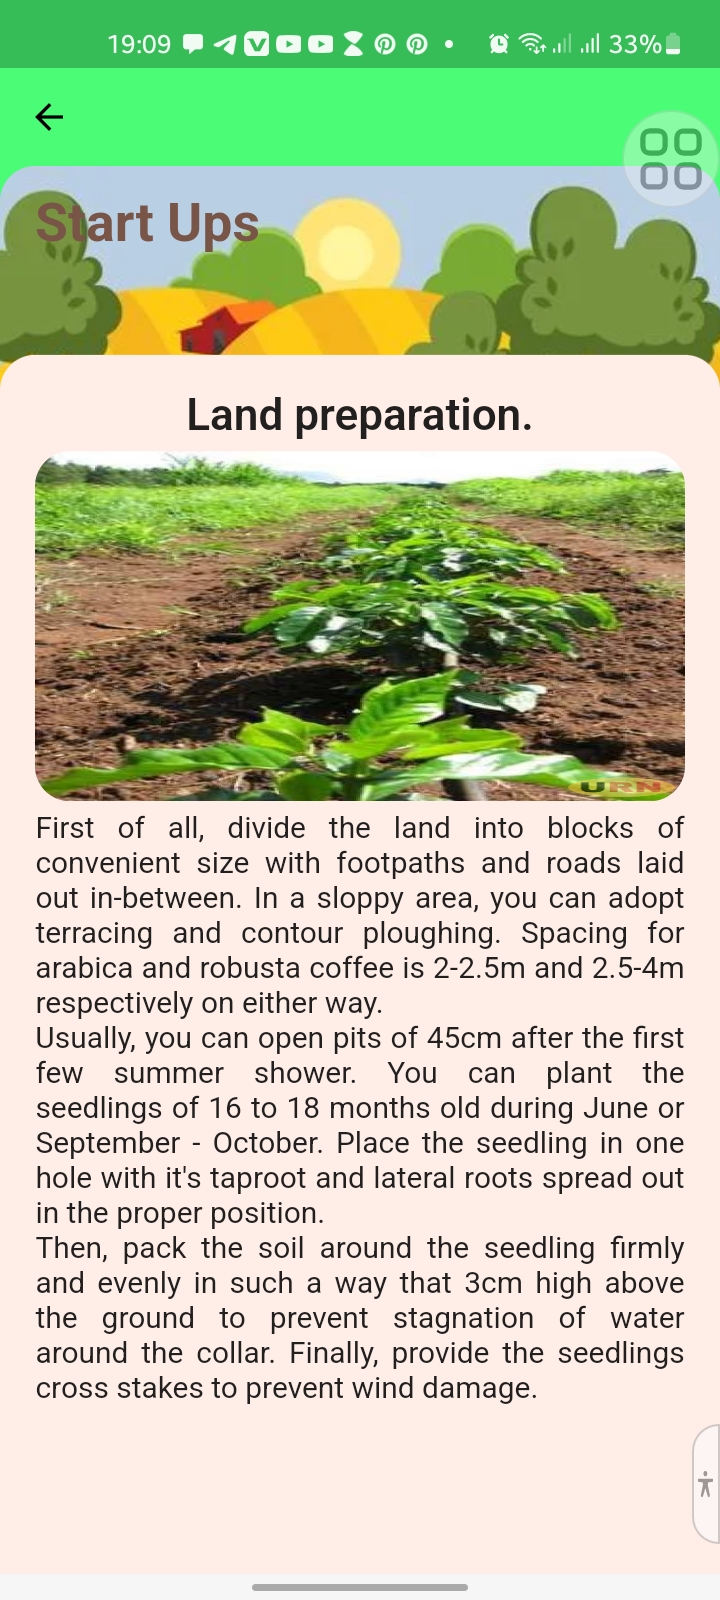 19:09
33%
Start Ups
Land preparation.
URN
First of all, divide the land into blocks of
convenient size with footpaths and roads laid
out in-between. In a sloppy area, you can adopt
terracing and contour ploughing. Spacing for
arabica and robusta coffee is 2-2.5m and 2.5-4m
respectively on either way.
Usually, you can open pits of 45cm after the first
few summer shower. You can plant the
seedlings of 16 to 18 months old during June or
September - October. Place the seedling in one
hole with it's taproot and lateral roots spread out
in the proper position.
Then, pack the soil around the seedling firmly
and evenly in such a way that 3cm high above
the ground to prevent stagnation of water
around the collar. Finally, provide the seedlings
cross stakes to prevent wind damage.